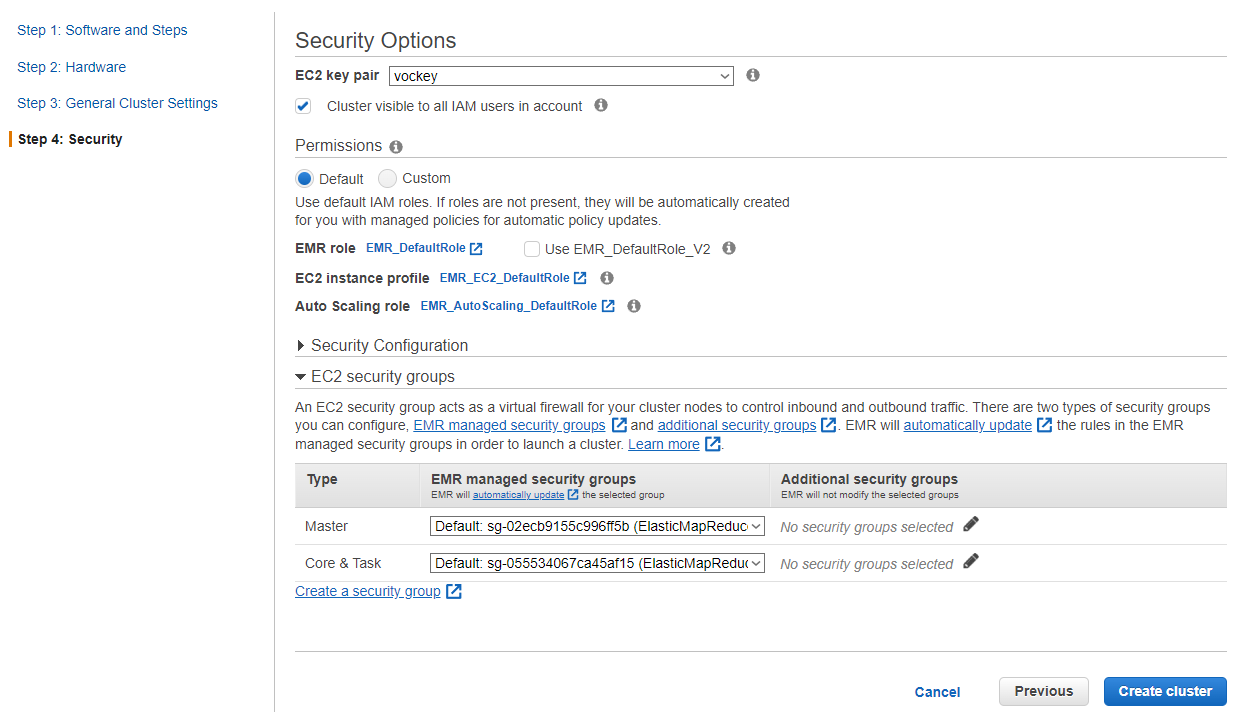 Step 1: Software and Steps
Step 2: Hardware
Step 3: General Cluster Settings
Step 4: Security
Security Options
EC2 key pair vockey
Cluster visible to all IAM users in account
Permissions
Default Custom
Use default IAM roles. If roles are not present, they will be automatically created
for you with managed policies for automatic policy updates.
EMR role EMR_DefaultRole Use EMR_DefaultRole_V2
EC2 instance profile EMR_EC2_DefaultRole
Auto Scaling role EMR_AutoScaling_DefaultRole
Security Configuration
EC2 security groups
An EC2 security group acts as a virtual firewall for your cluster nodes to control inbound and outbound traffic. There are two types of security groups
you can configure, EMR managed security groups and additional security groups. EMR will automatically update the rules in the EMR
managed security groups in order to launch a cluster. Learn more.
Type EMR managed security groups Additional security groups
EMR will automatically update the selected group EMR will not modify the selected groups
Master Default: sg-02ecb9155c996ff5b (ElasticMapReduc No security groups selected
Core & Task Default: sg-055534067ca45af15 (ElasticMapReduc No security groups selected
Create a security group
Cancel Previous Create cluster